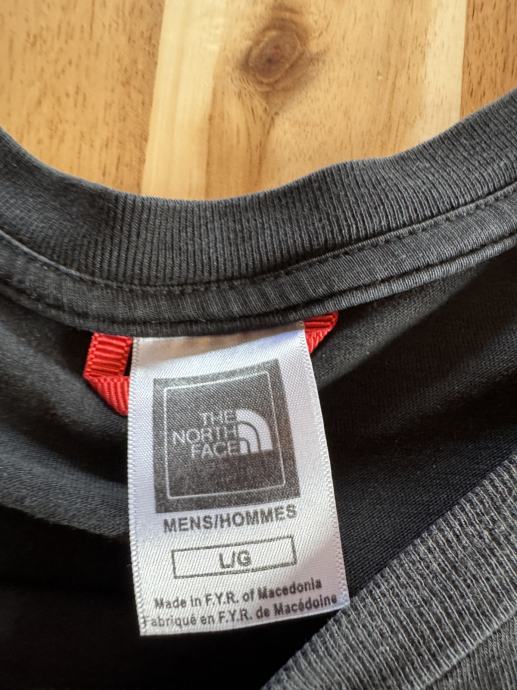 THE
NORTH
FACE
MENS/HOMMES
L/G
Made in F.Y.R. of Macedonia
Fabriqué en F.Y.R. de Macédoine